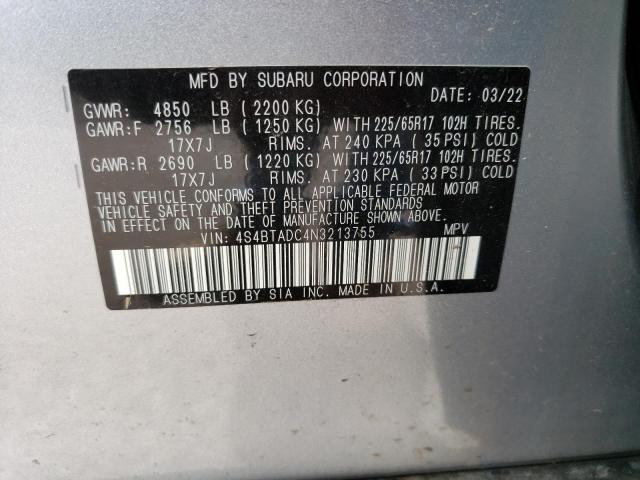 MFD BY SUBARU CORPORATION
DATE: 03/22
GVWR: 4850 LB (2200 KG)
GAWR:F 2756 LB (1250 KG) WITH 225/65R17 102H TIRES.
17X7J RIMS. AT 240 KPA ( 35 PSI) COLD
GAWR:R 2690 LB (1220 KG) WITH 225/65R17 102H TIRES.
17X7J RIMS. AT 230 KPA ( 33 PSI) COLD
THIS VEHICLE CONFORMS TO ALL APPLICABLE FEDERAL MOTOR
VEHICLE SAFETY AND THEFT PREVENTION STANDARDS
IN EFFECT ON THE DATE OF MANUFACTURE SHOWN ABOVE.
VIN: 4S4BTADC4N3213755 MPV
ASSEMBLED BY SIA INC. MADE IN U.S.A.